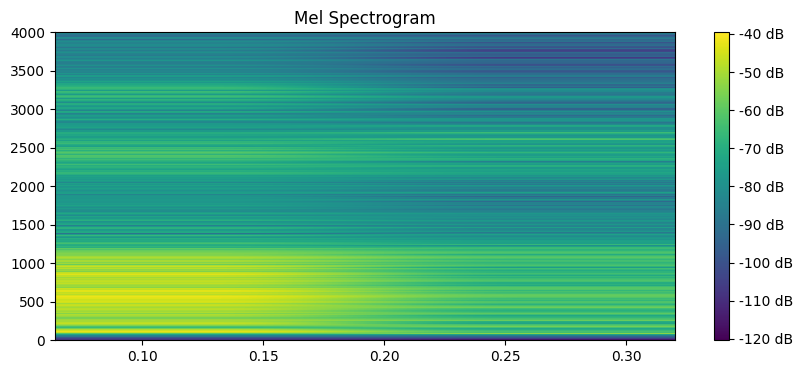 Mel Spectrogram
4000
3500
3000
2500
2000
1500
1000
500
0
0.10
0.15
0.20
0.25
0.30
-40 dB
-50 dB
-60 dB
-70 dB
-80 dB
-90 dB
-100 dB
-110 dB
-120 dB